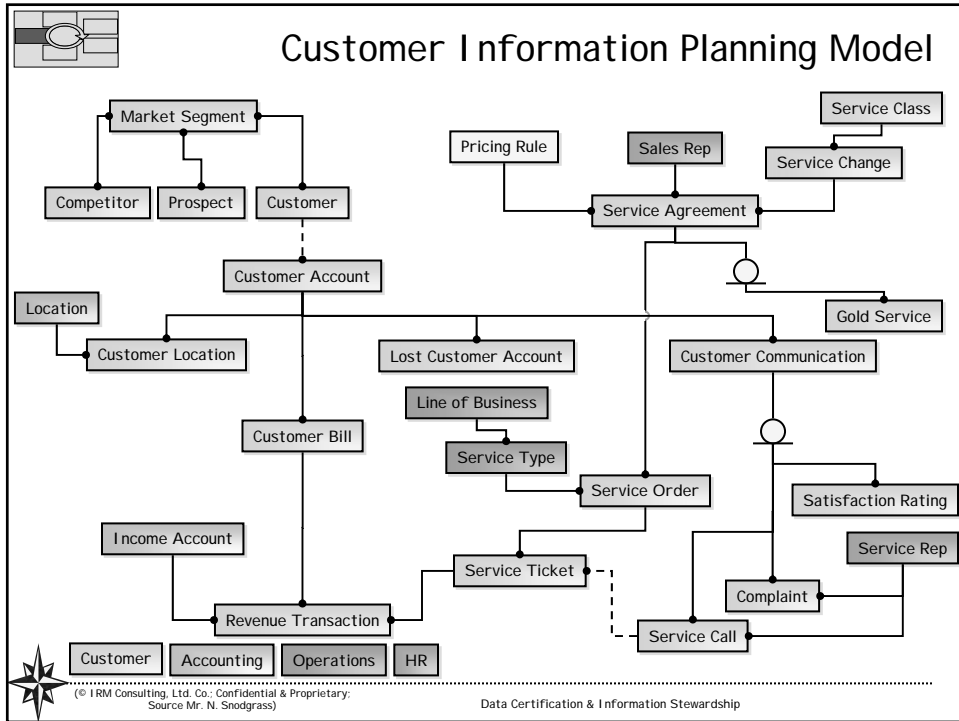 Customer Information Planning Model
Market Segment
Service Class
Pricing Rule
Sales Rep
Service Change
Competitor
Prospect
Customer
Service Agreement
Customer Account
Location
Gold Service
Customer Location
Lost Customer Account
Customer Communication
Line of Business
Customer Bill
Service Type
Service Order
Satisfaction Rating
Income Account
Service Rep
Service Ticket
Complaint
Revenue Transaction
Service Call
Customer
Accounting
Operations
HR
(© IRM Consulting, Ltd. Co.; Confidential & Proprietary;
Source Mr. N. Snodgrass)
Data Certification & Information Stewardship